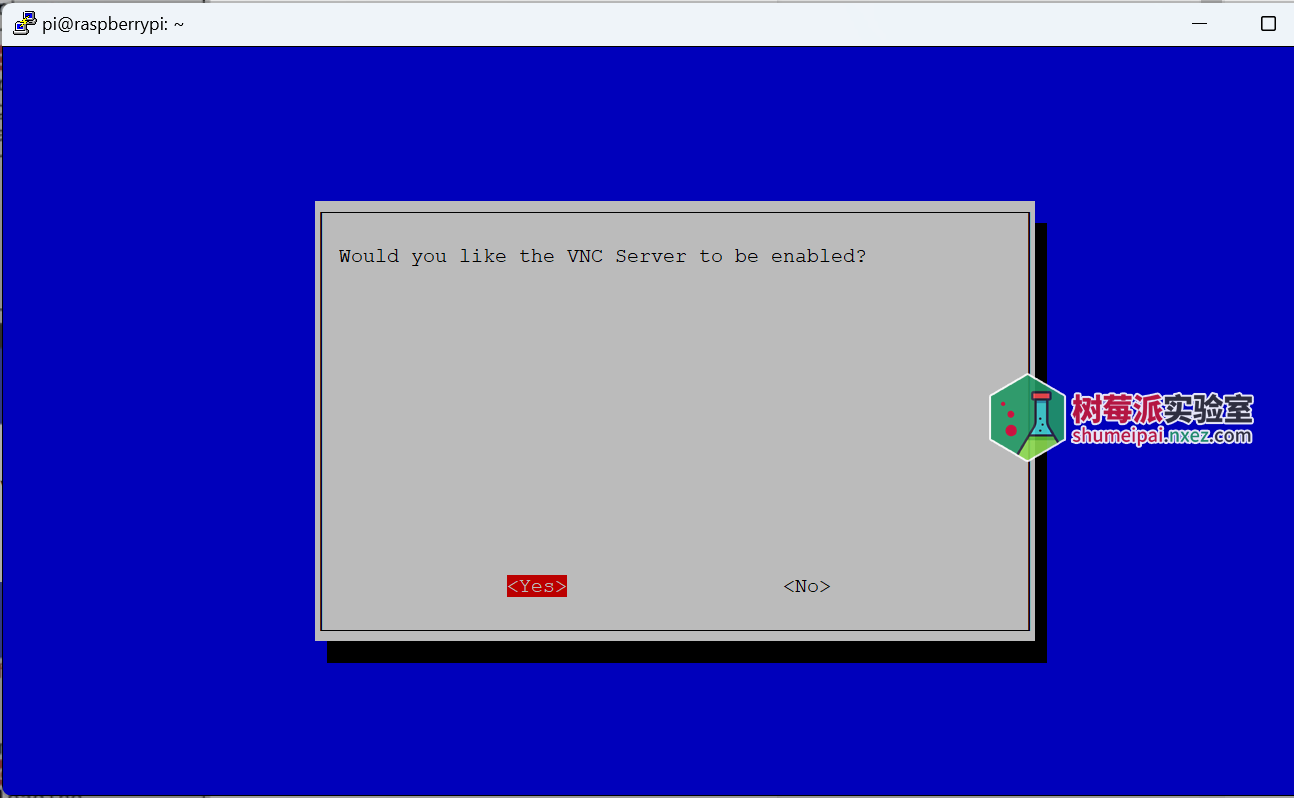 pi@raspberrypi: ~
Would you like the VNC Server to be enabled?
树莓派实验室
shumeipai.nxez.com
<Yes> <No>